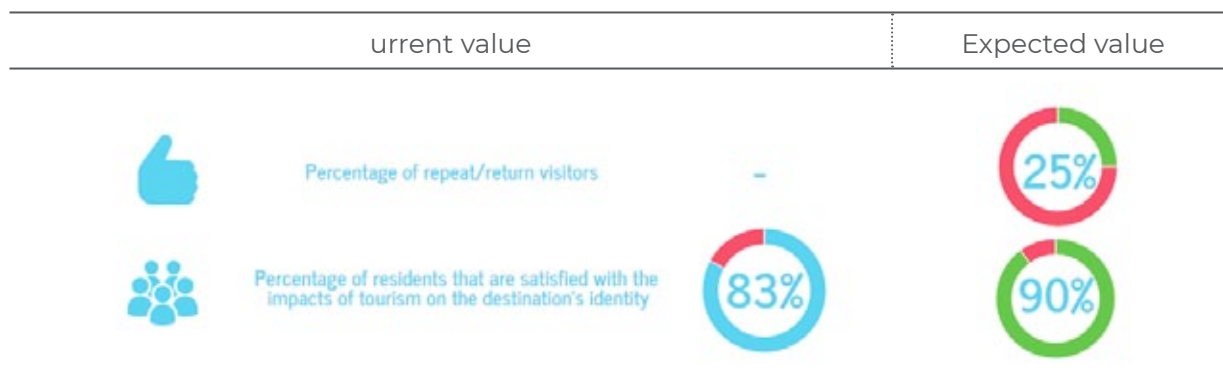 urrent value
Expected value
Percentage of repeat/return visitors
-
25%
Percentage of residents that are satisfied with the
impacts of tourism on the destination's identity
83%
90%